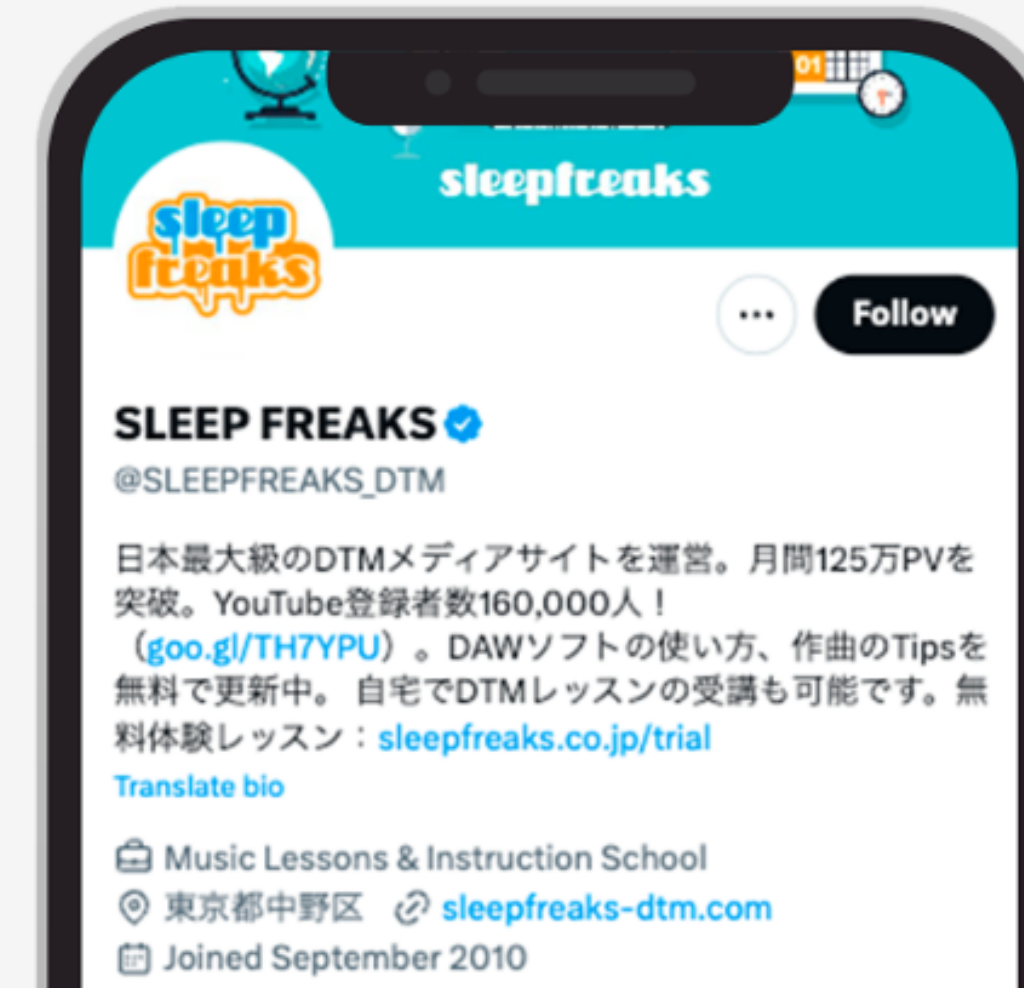 01
sleepfreaks
sleep
freaks
...
Follow
SLEEP FREAKS
@SLEEPFREAKS_DTM
日本最大級のDTMメディアサイトを運営。月間125万PVを
突破。YouTube登録者数160,000人！
（goo.gl/TH7YPU）。DAWソフトの使い方、作曲のTipsを
無料で更新中。 自宅でDTMレッスンの受講も可能です。無
料体験レッスン：sleepfreaks.co.jp/trial
Translate bio
Music Lessons & Instruction School
東京都中野区 sleepfreaks-dtm.com
Joined September 2010